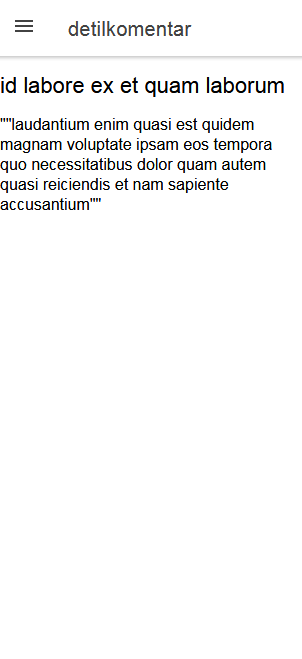 detilkomentar
id labore ex et quam laborum
""laudantium enim quasi est quidem
magnam voluptate ipsam eos tempora
quo necessitatibus dolor quam autem
quasi reiciendis et nam sapiente
accusantium""